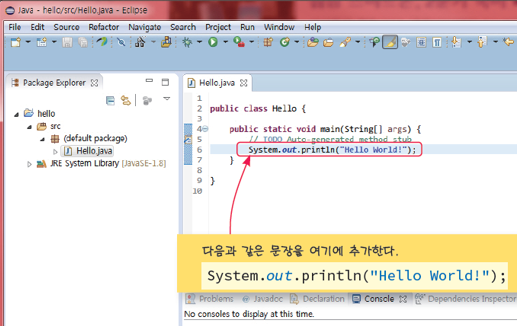 Java - hello/src/Hello.java - Eclipse
File Edit Source Refactor Navigate Search Project Run Window Help
Package Explorer
hello
src
(default package)
Hello.java
JRE System Library [JavaSE-1.8]
Hello.java
1
2 public class Hello {
3
4 public static void main(String[] args) {
5 // TODO Auto-generated method stub
6 System.out.println("Hello World!");
7 }
8
9 }
10
다음과 같은 문장을 여기에 추가한다.
System.out.println("Hello World!");
Problems @ Javadoc Declaration Console Dependencies Inspector
No consoles to display at this time.